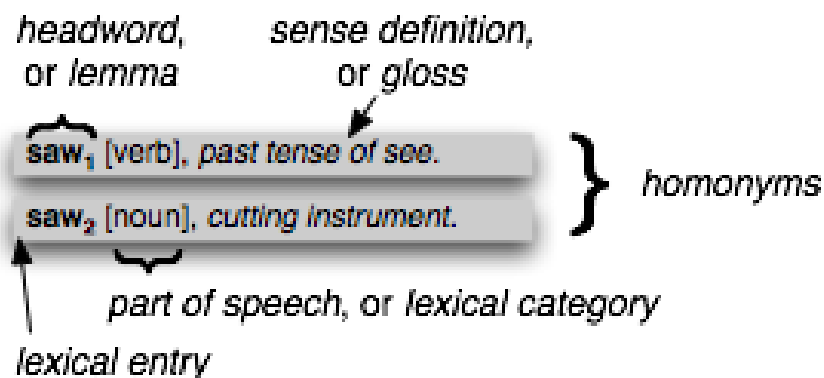 headword,
or lemma
sense definition,
or gloss
saw₁ [verb], past tense of see.
saw₂ [noun], cutting instrument.
homonyms
part of speech, or lexical category
lexical entry